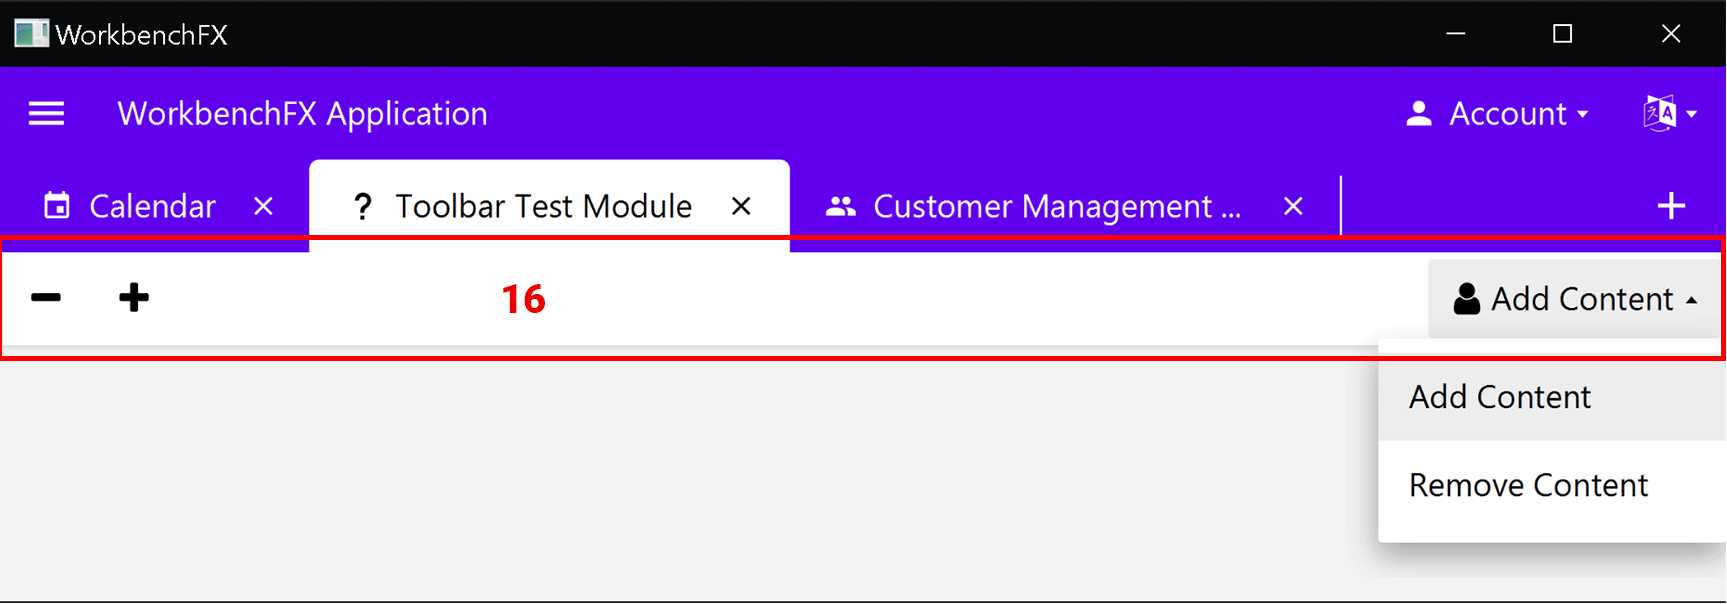 WorkbenchFX
WorkbenchFX Application Account
Calendar ? Toolbar Test Module Customer Management ...
16 Add Content
Add Content
Remove Content